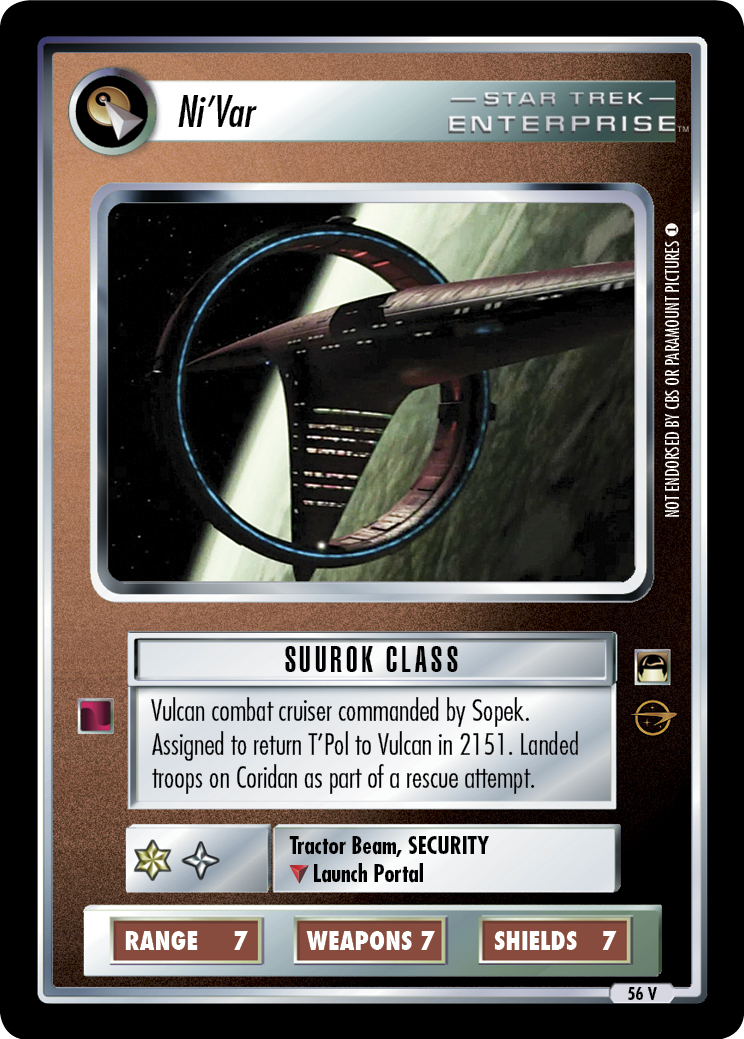 Ni'Var
STAR TREK
ENTERPRISE™
NOT ENDORSED BY CBS OR PARAMOUNT PICTURES 1
SUUROK CLASS
Vulcan combat cruiser commanded by Sopek.
Assigned to return T'Pol to Vulcan in 2151. Landed
troops on Coridan as part of a rescue attempt.
Tractor Beam, SECURITY
Launch Portal
RANGE 7 WEAPONS 7 SHIELDS 7
56 V